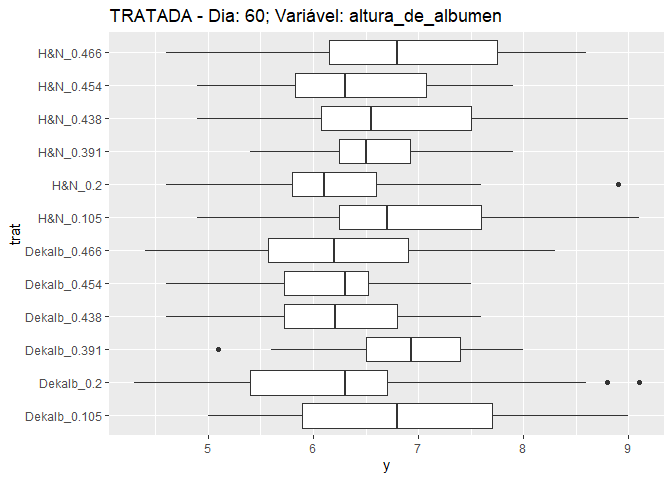 TRATADA - Dia: 60; Variável: altura_de_albumen
H&N_0.466
H&N_0.454
H&N_0.438
H&N_0.391
H&N_0.2
H&N_0.105
Dekalb_0.466
Dekalb_0.454
Dekalb_0.438
Dekalb_0.391
Dekalb_0.2
Dekalb_0.105
trat
5 6 7 8 9
y